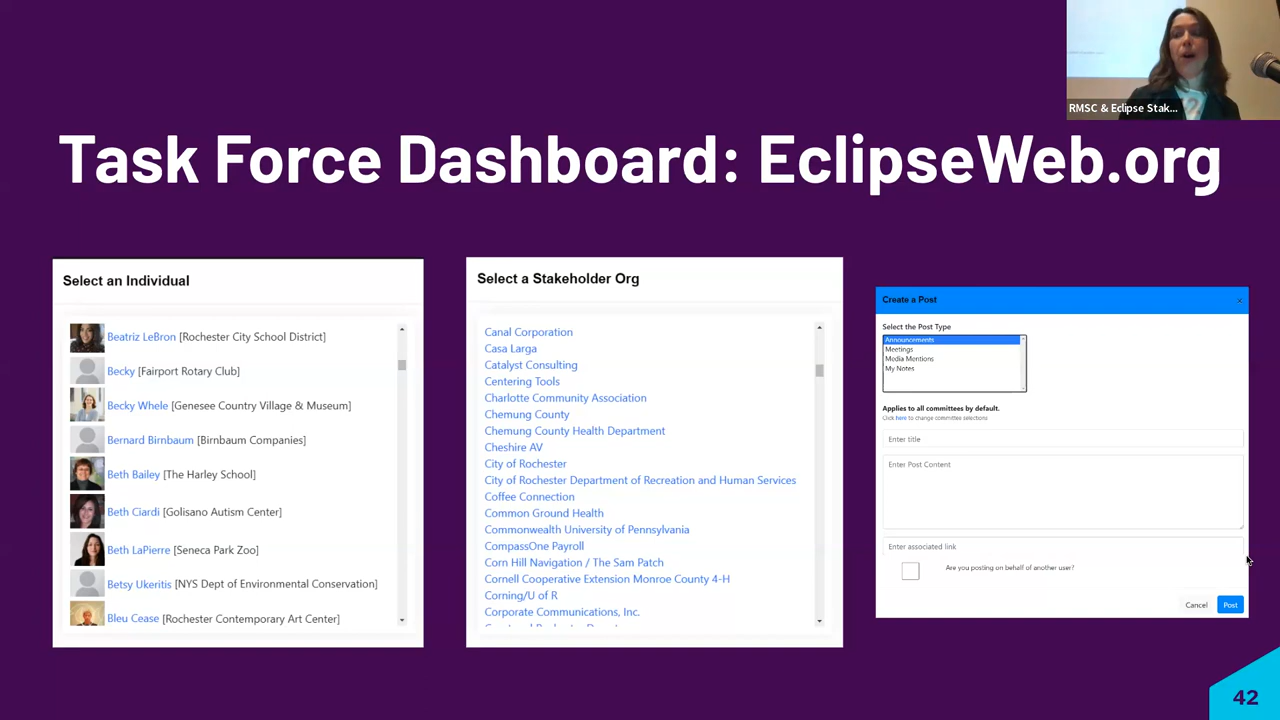 RMSC & Eclipse Stak...
Task Force Dashboard: EclipseWeb.org
Select an Individual
Beatriz LeBron [Rochester City School District]
Becky [Fairport Rotary Club]
Becky Whele [Genesee Country Village & Museum]
Bernard Birnbaum [Birnbaum Companies]
Beth Bailey [The Harley School]
Beth Ciardi [Golisano Autism Center]
Beth LaPierre [Seneca Park Zoo]
Betsy Ukeritis [NYS Dept of Environmental Conservation]
Bleu Cease [Rochester Contemporary Art Center]
Select a Stakeholder Org
Canal Corporation
Casa Larga
Catalyst Consulting
Centering Tools
Charlotte Community Association
Chemung County
Chemung County Health Department
Cheshire AV
City of Rochester
City of Rochester Department of Recreation and Human Services
Coffee Connection
Common Ground Health
Commonwealth University of Pennsylvania
CompassOne Payroll
Corn Hill Navigation / The Sam Patch
Cornell Cooperative Extension Monroe County 4-H
Corning/U of R
Corporate Communications, Inc.
Create a Post
Select the Post Type
Announcements
Meetings
Media Mentions
My Notes
Applies to all committees by default.
Click here to change committee selections
Enter title
Enter Post Content
Enter associated link
Are you posting on behalf of another user?
Cancel Post
42